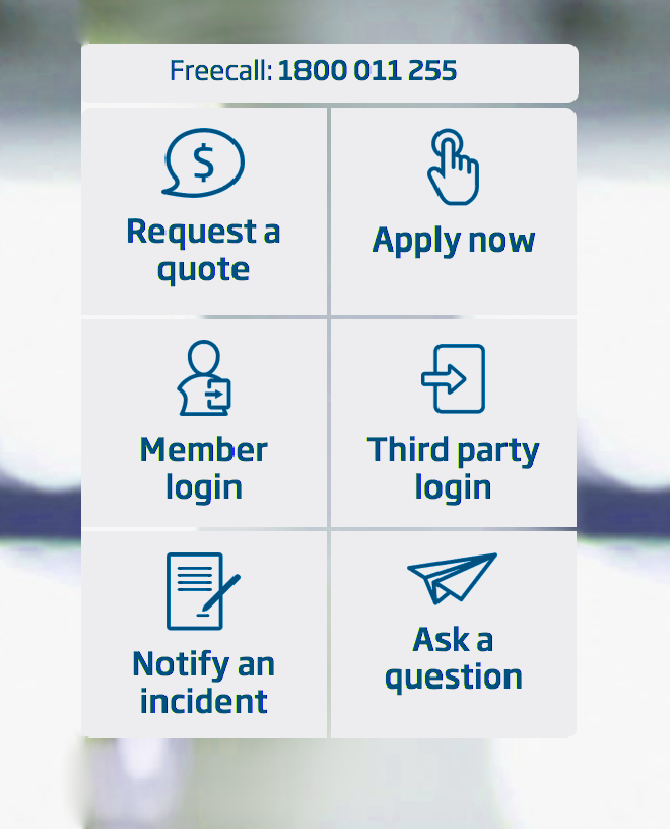 Freecall: 1800 011 255
$
Request a
quote
Apply now
Member
login
Third party
login
Notify an
incident
Ask a
question